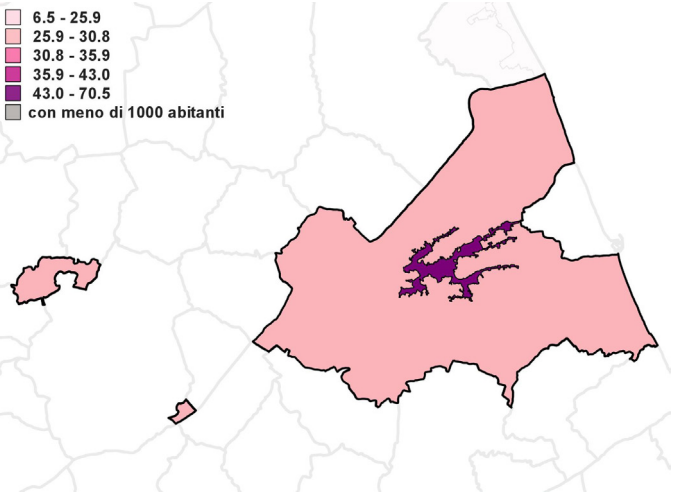 6.5 - 25.9
25.9 - 30.8
30.8 - 35.9
35.9 - 43.0
43.0 - 70.5
con meno di 1000 abitanti